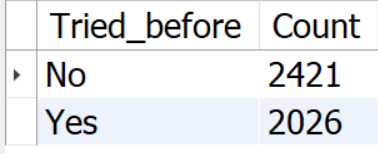 Tried_before Count
No 2421
Yes 2026